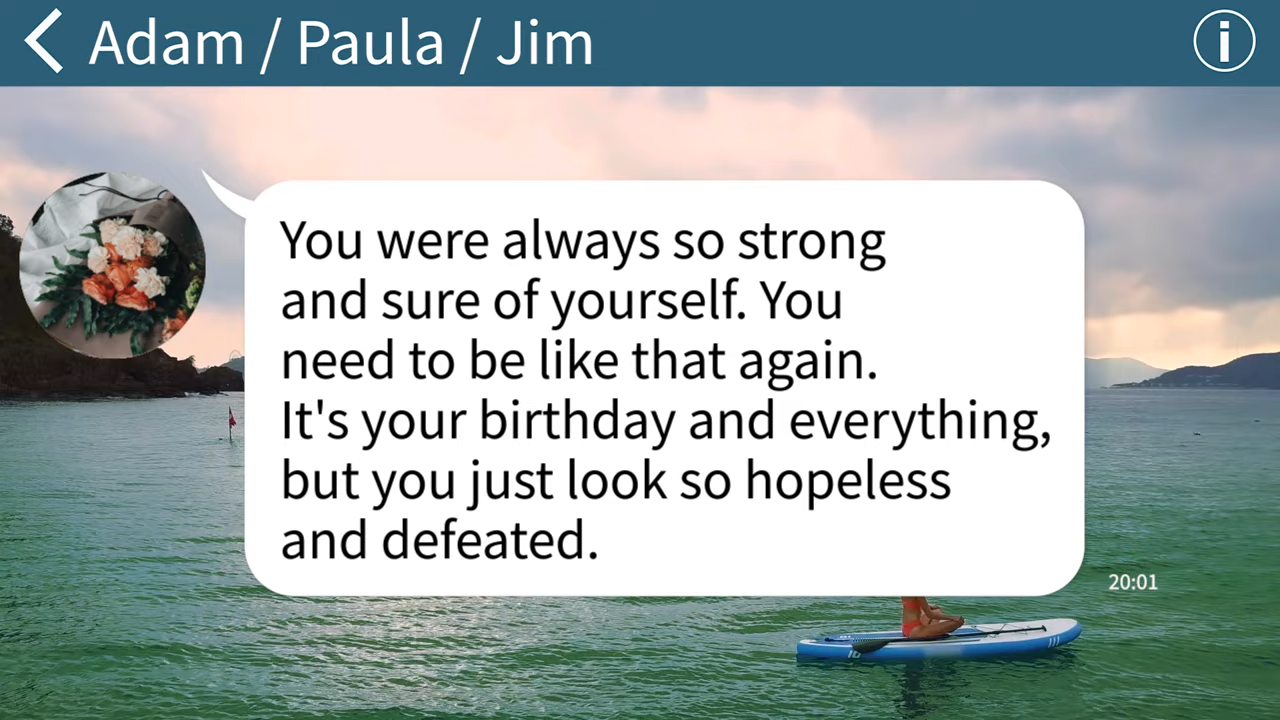 Adam / Paula / Jim
You were always so strong
and sure of yourself. You
need to be like that again.
It's your birthday and everything,
but you just look so hopeless
and defeated.
20:01